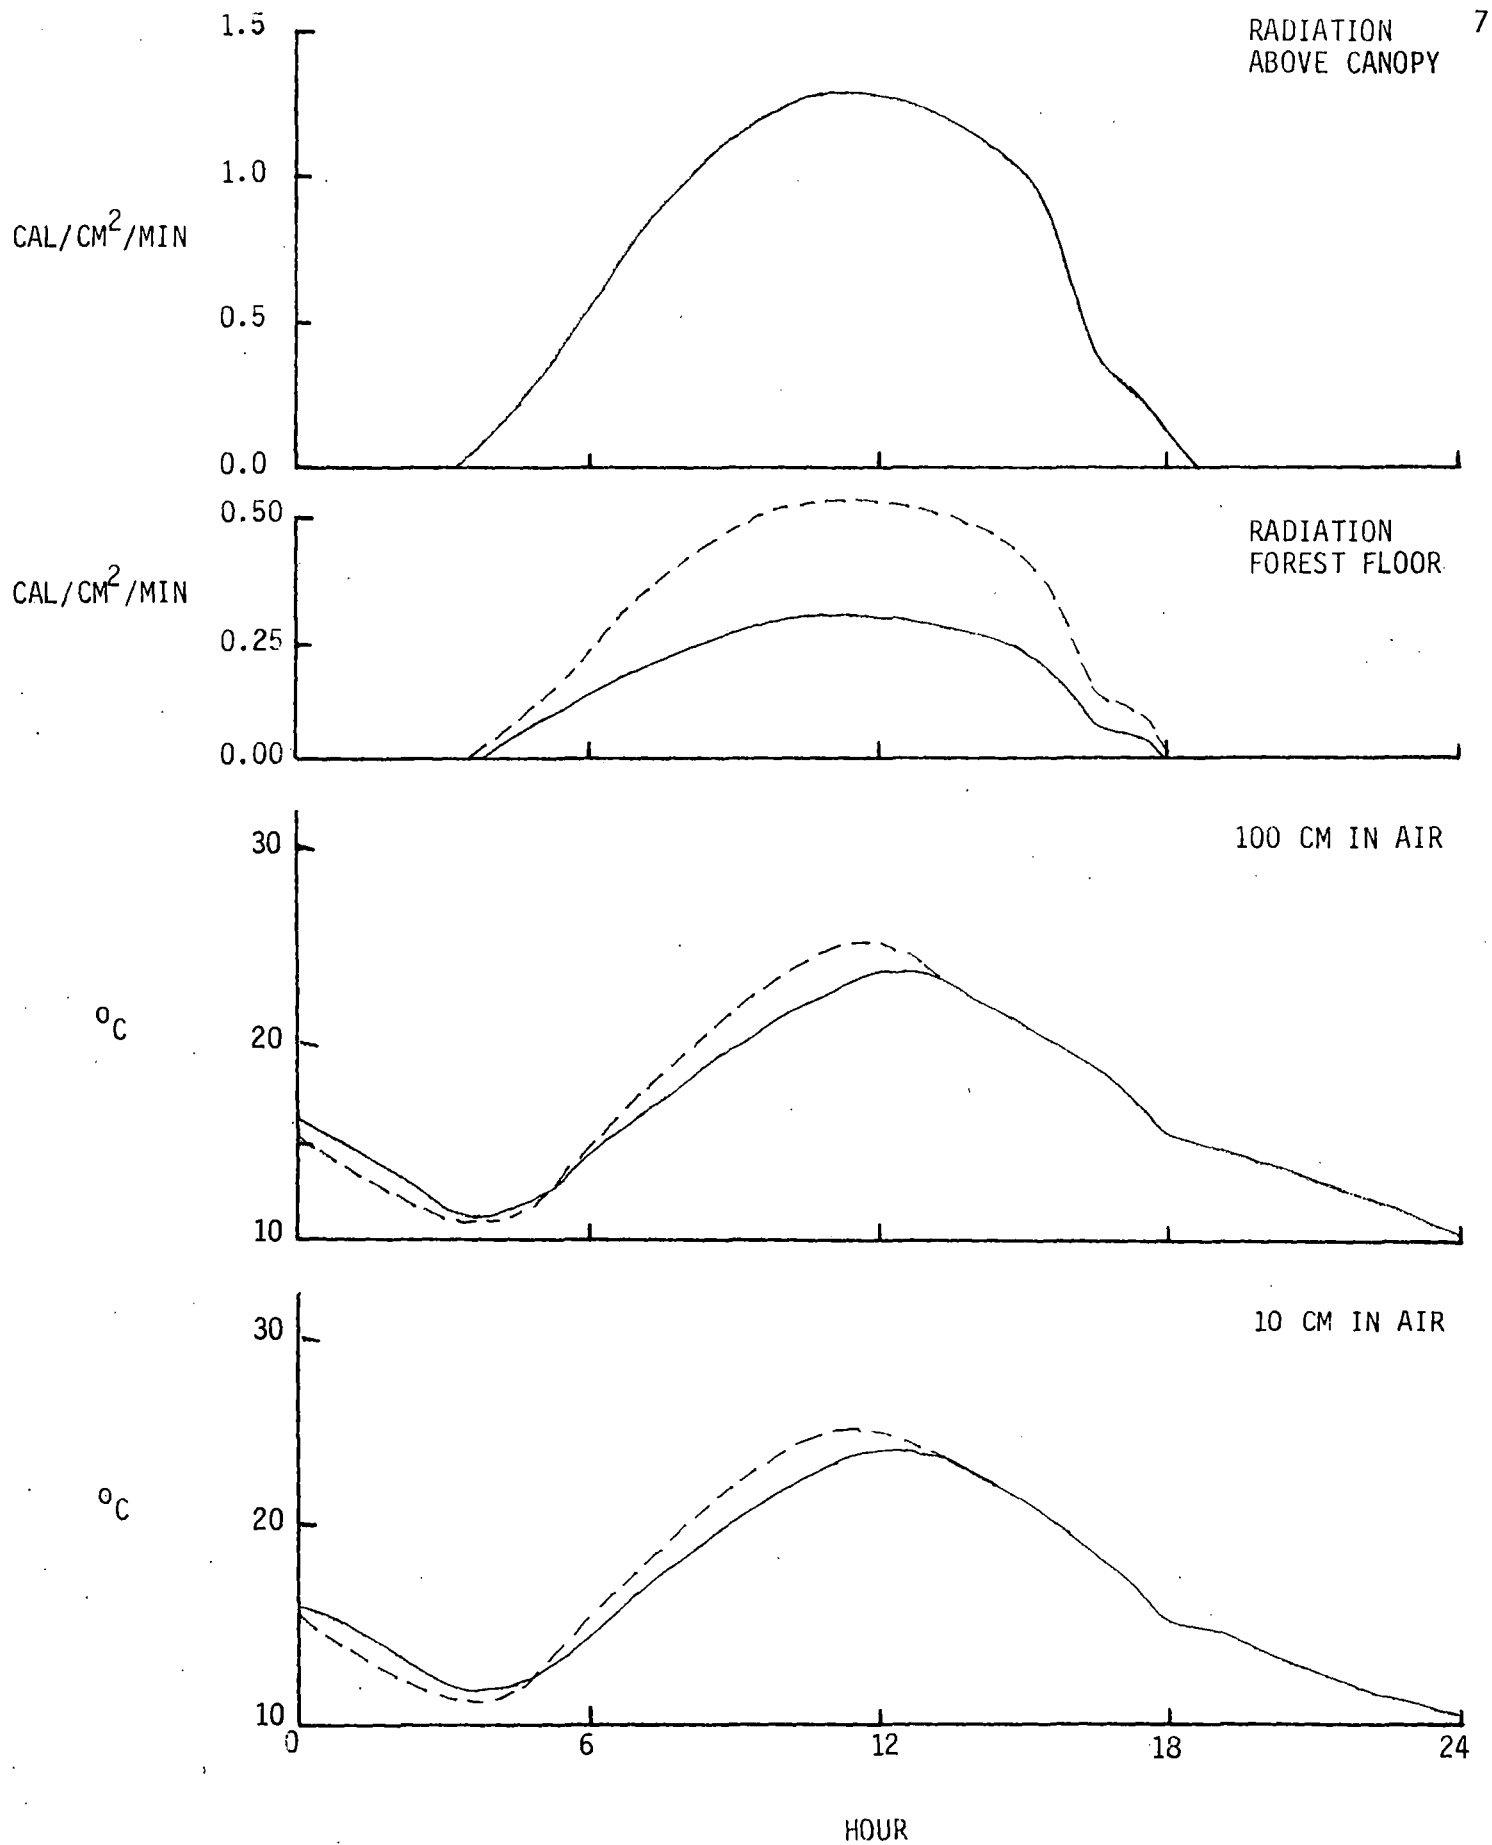 7
RADIATION
ABOVE CANOPY
1.5
1.0
CAL/CM²/MIN
0.5
0.0
0.50
RADIATION
FOREST FLOOR
CAL/CM²/MIN
0.25
0.00
30
100 CM IN AIR
°C
20
10
30
10 CM IN AIR
°C
20
10
0 6 12 18 24
HOUR